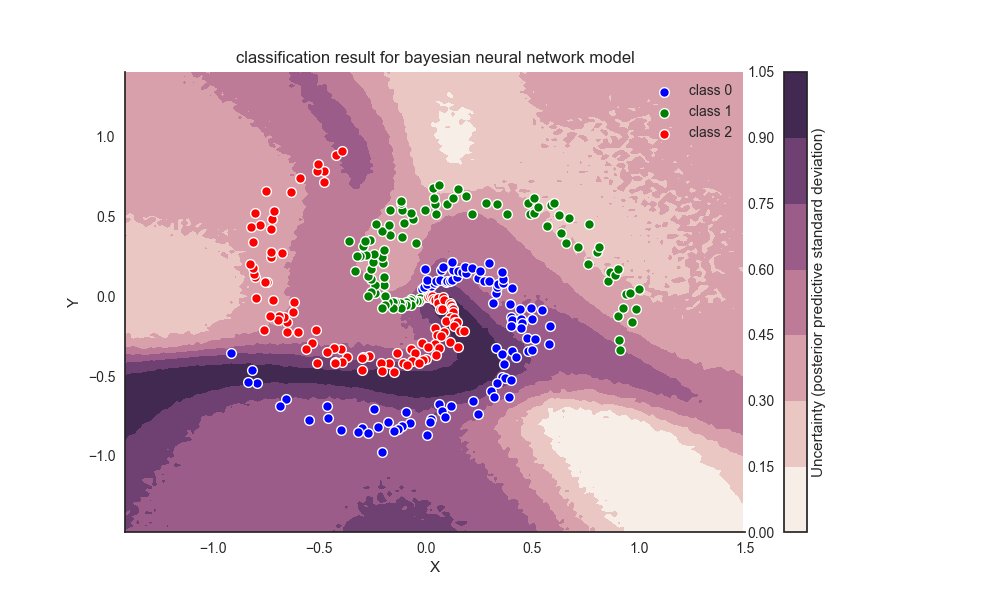 classification result for bayesian neural network model
class 0
class 1
class 2
Y
1.0
0.5
0.0
−0.5
−1.0
−1.0
−0.5
0.0
0.5
1.0
1.5
X
1.05
0.90
0.75
0.60
0.45
0.30
0.15
0.00
Uncertainty (posterior predictive standard deviation)